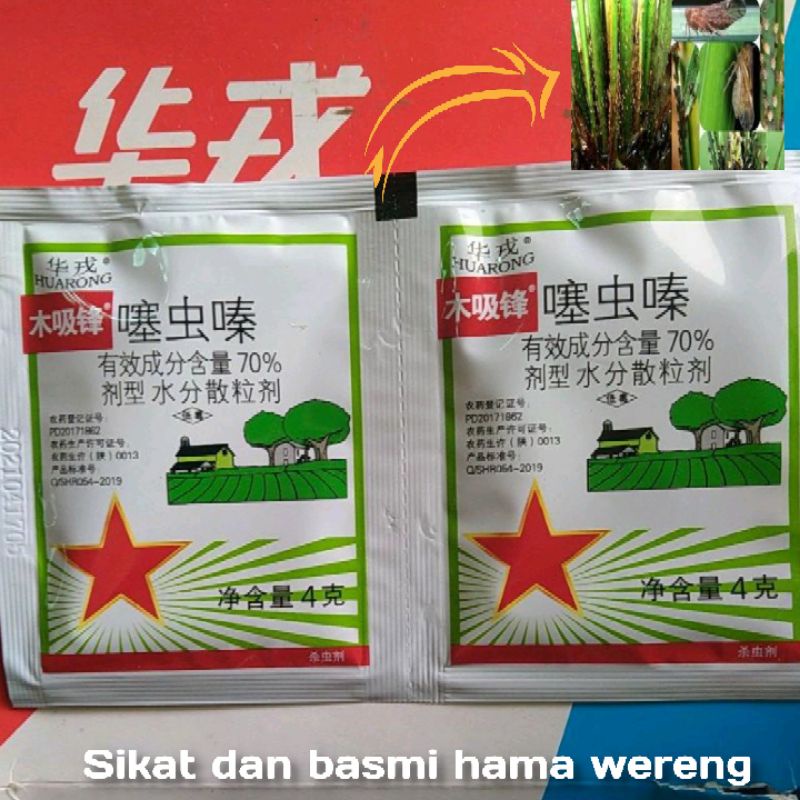 华戎
华戎®
HUARONG
木吸锋®
噻虫嗪
有效成分含量70%
剂型 水分散粒剂
低毒
农药登记证号:
PD20171862
农药生产许可证号:
农药生许（陕）0013
产品标准号:
Q/SHR054-2019
净含量4克
杀虫剂
华戎®
HUARONG
木吸锋®
噻虫嗪
有效成分含量70%
剂型 水分散粒剂
低毒
农药登记证号:
PD20171862
农药生产许可证号:
农药生许（陕）0013
产品标准号:
Q/SHR054-2019
净含量4克
杀虫剂
Sikat dan basmi hama wereng